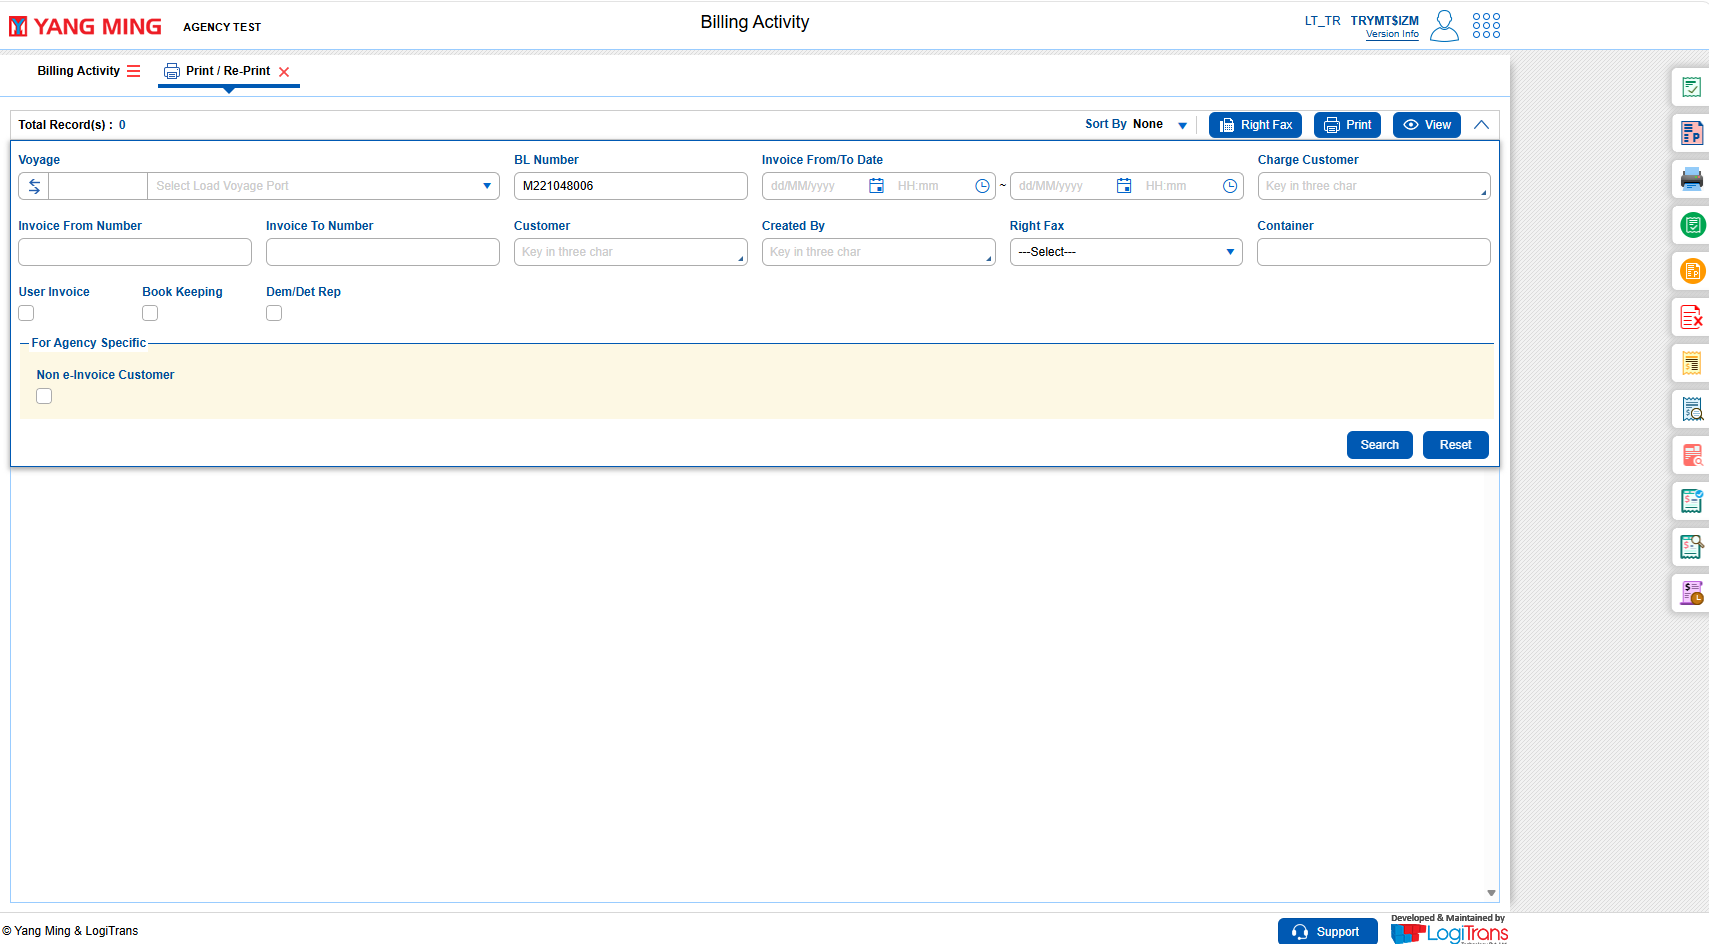 YANG MING AGENCY TEST
Billing Activity
LT_TR TRYMT$IZM
Version Info
Billing Activity Print / Re-Print
Total Record(s) : 0
Sort By None Right Fax Print View
Voyage BL Number Invoice From/To Date Charge Customer
Select Load Voyage Port M221048006 dd/MM/yyyy HH:mm ~ dd/MM/yyyy HH:mm Key in three char
Invoice From Number Invoice To Number Customer Created By Right Fax Container
Key in three char Key in three char ---Select---
User Invoice Book Keeping Dem/Det Rep
For Agency Specific
Non e-Invoice Customer
Search Reset
© Yang Ming & LogiTrans
Support
Developed & Maintained by
LogiTrans